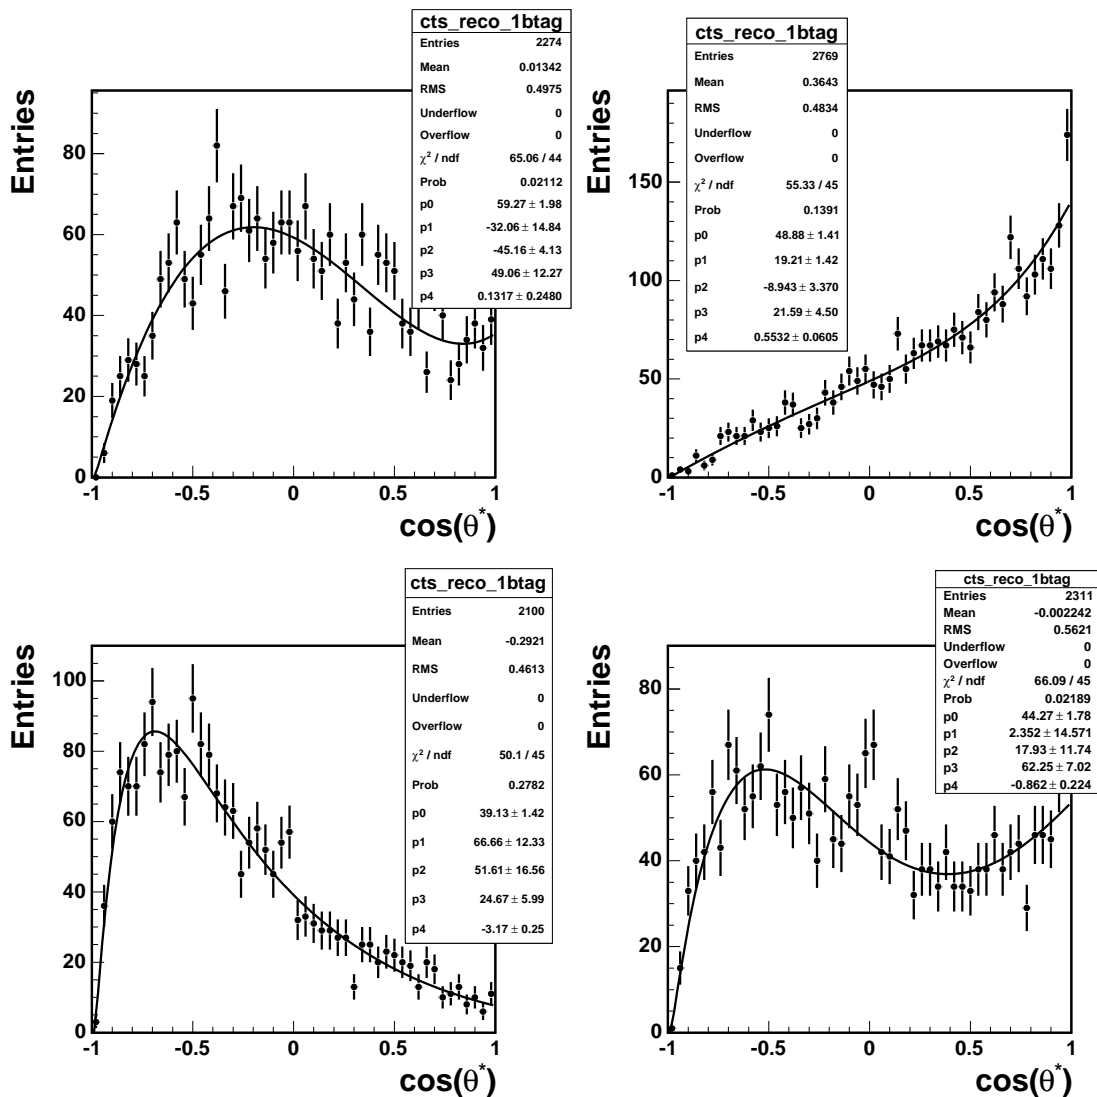 cts_reco_1btag
Entries 2274
Mean 0.01342
RMS 0.4975
Underflow 0
Overflow 0
χ² / ndf 65.06 / 44
Prob 0.02112
p0 59.27 ± 1.98
p1 -32.06 ± 14.84
p2 -45.16 ± 4.13
p3 49.06 ± 12.27
p4 0.1317 ± 0.2480
Entries
80
60
40
20
0
-1 -0.5 0 0.5 1
cos(θ*)
cts_reco_1btag
Entries 2769
Mean 0.3643
RMS 0.4834
Underflow 0
Overflow 0
χ² / ndf 55.33 / 45
Prob 0.1391
p0 48.88 ± 1.41
p1 19.21 ± 1.42
p2 -8.943 ± 3.370
p3 21.59 ± 4.50
p4 0.5532 ± 0.0605
Entries
150
100
50
0
-1 -0.5 0 0.5 1
cos(θ*)
cts_reco_1btag
Entries 2100
Mean -0.2921
RMS 0.4613
Underflow 0
Overflow 0
χ² / ndf 50.1 / 45
Prob 0.2782
p0 39.13 ± 1.42
p1 66.66 ± 12.33
p2 51.61 ± 16.56
p3 24.67 ± 5.99
p4 -3.17 ± 0.25
Entries
100
80
60
40
20
0
-1 -0.5 0 0.5 1
cos(θ*)
cts_reco_1btag
Entries 2311
Mean -0.002242
RMS 0.5621
Underflow 0
Overflow 0
χ² / ndf 66.09 / 45
Prob 0.02189
p0 44.27 ± 1.78
p1 2.352 ± 14.571
p2 17.93 ± 11.74
p3 62.25 ± 7.02
p4 -0.862 ± 0.224
Entries
80
60
40
20
0
-1 -0.5 0 0.5 1
cos(θ*)